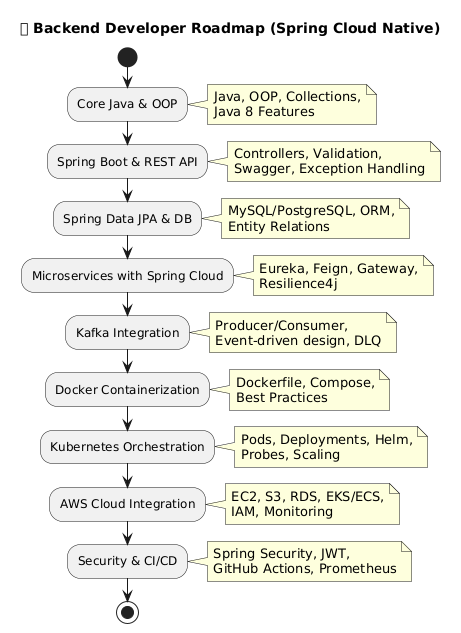 Backend Developer Roadmap (Spring Cloud Native)
Core Java & OOP
Java, OOP, Collections,
Java 8 Features
Spring Boot & REST API
Controllers, Validation,
Swagger, Exception Handling
Spring Data JPA & DB
MySQL/PostgreSQL, ORM,
Entity Relations
Microservices with Spring Cloud
Eureka, Feign, Gateway,
Resilience4j
Kafka Integration
Producer/Consumer,
Event-driven design, DLQ
Docker Containerization
Dockerfile, Compose,
Best Practices
Kubernetes Orchestration
Pods, Deployments, Helm,
Probes, Scaling
AWS Cloud Integration
EC2, S3, RDS, EKS/ECS,
IAM, Monitoring
Security & CI/CD
Spring Security, JWT,
GitHub Actions, Prometheus